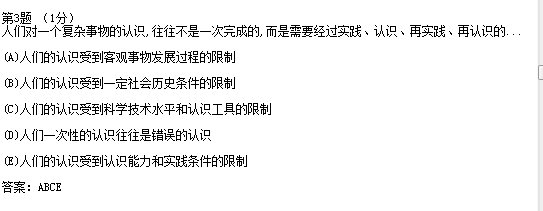 第3题 (1分)
人们对一个复杂事物的认识,往往不是一次完成的,而是需要经过实践、认识、再实践、再认识的...
(A)人们的认识受到客观事物发展过程的限制
(B)人们的认识受到一定社会历史条件的限制
(C)人们的认识受到科学技术水平和认识工具的限制
(D)人们一次性的认识往往是错误的认识
(E)人们的认识受到认识能力和实践条件的限制
答案: ABCE